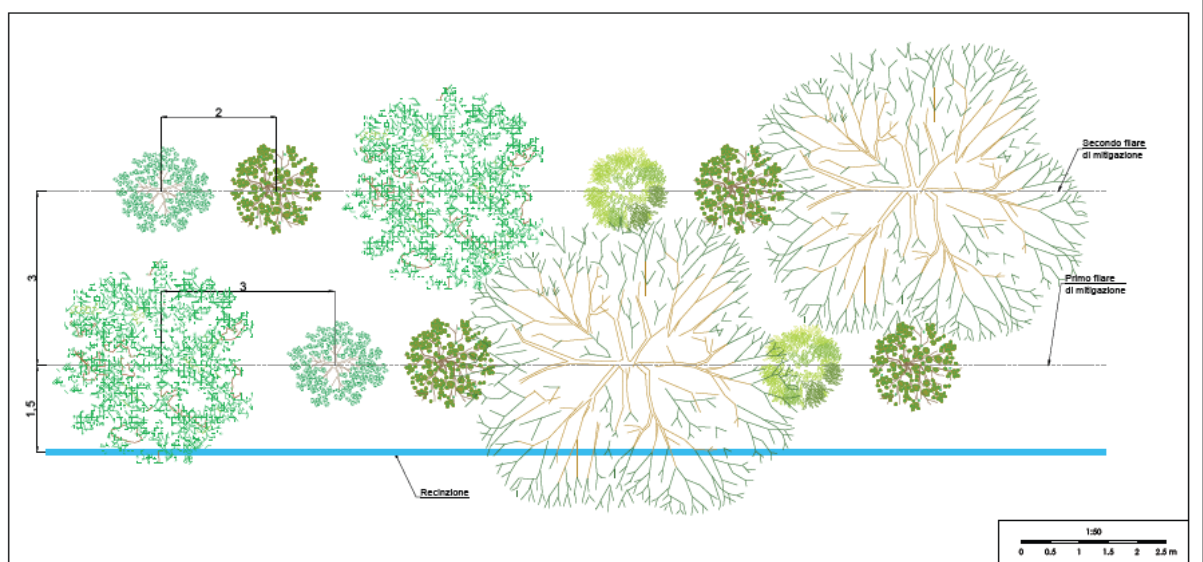 2
Secondo filare
di mitigazione
3
3
Primo filare
di mitigazione
1.5
Recinzione
1:50
0 0.5 1 1.5 2 2.5 m